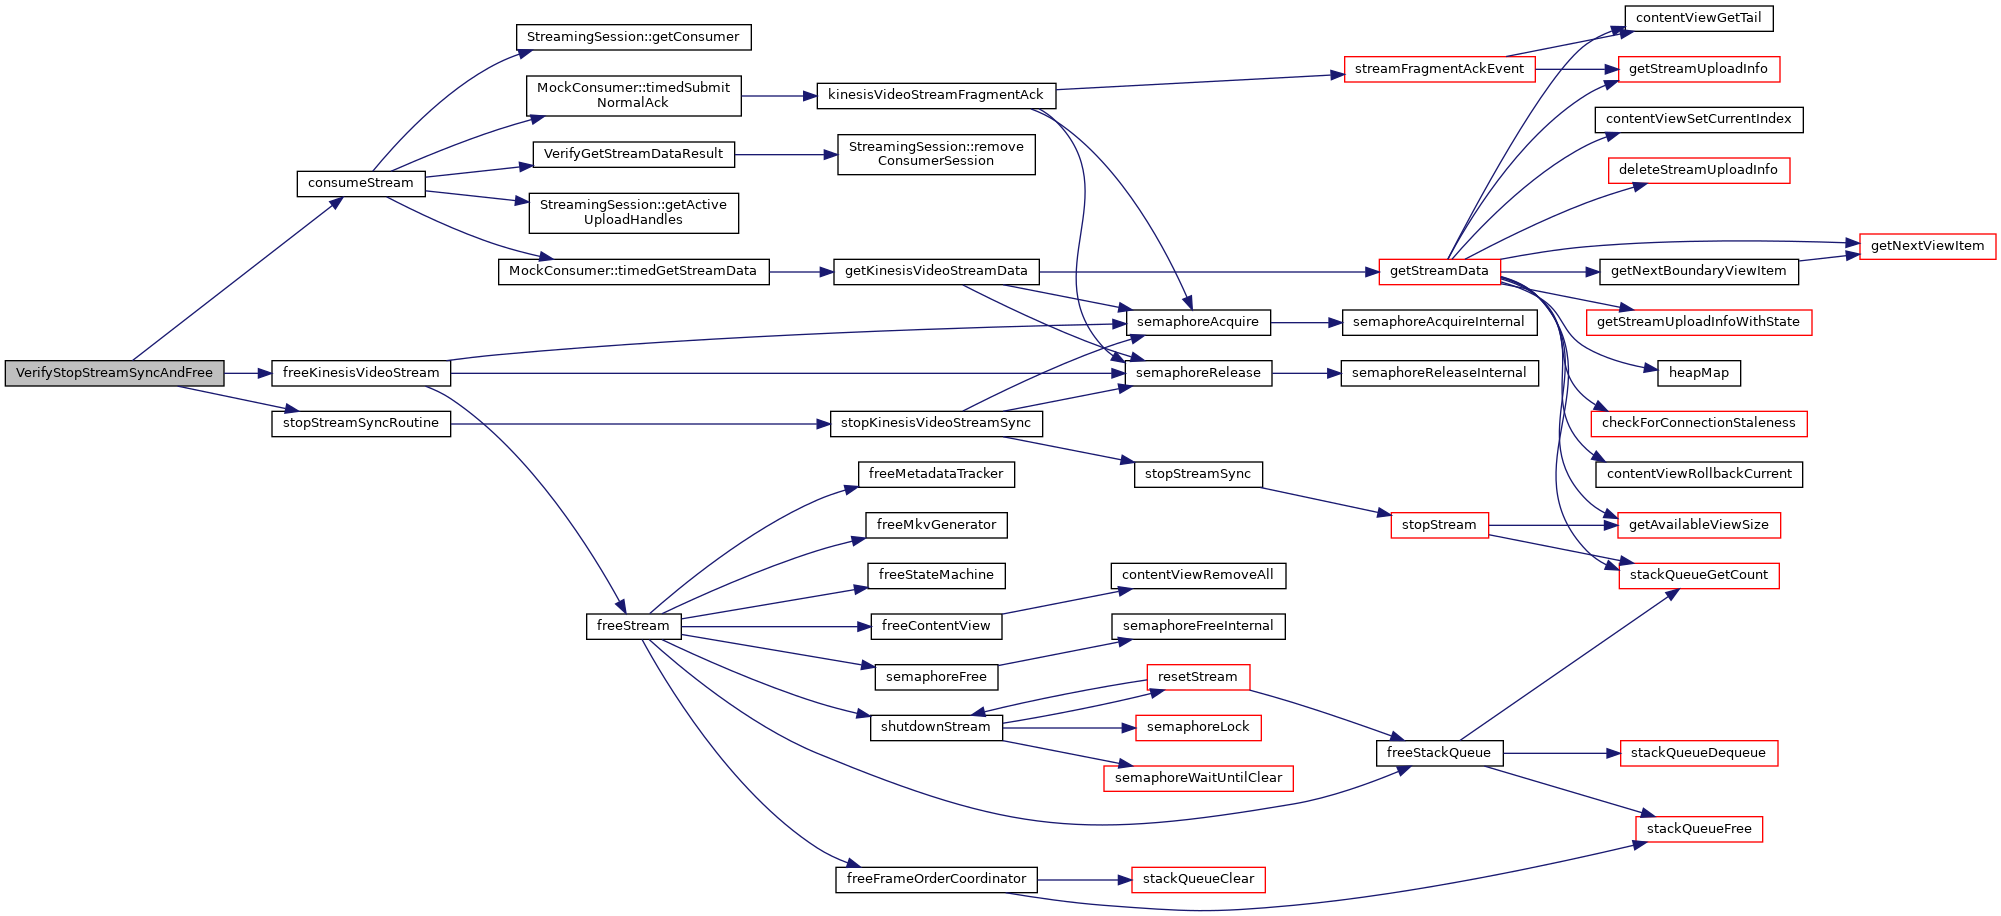 VerifyStopStreamSyncAndFree
consumeStream
freeKinesisVideoStream
stopStreamSyncRoutine
StreamingSession::getConsumer
MockConsumer::timedSubmit
NormalAck
VerifyGetStreamDataResult
StreamingSession::getActive
UploadHandles
MockConsumer::timedGetStreamData
freeStream
kinesisVideoStreamFragmentAck
StreamingSession::remove
ConsumerSession
getKinesisVideoStreamData
stopKinesisVideoStreamSync
freeMetadataTracker
freeMkvGenerator
freeStateMachine
freeContentView
semaphoreFree
shutdownStream
freeFrameOrderCoordinator
semaphoreAcquire
semaphoreRelease
stopStreamSync
contentViewRemoveAll
semaphoreFreeInternal
resetStream
semaphoreLock
semaphoreWaitUntilClear
stackQueueClear
streamFragmentAckEvent
getStreamData
semaphoreAcquireInternal
semaphoreReleaseInternal
stopStream
freeStackQueue
contentViewGetTail
getStreamUploadInfo
contentViewSetCurrentIndex
deleteStreamUploadInfo
getNextBoundaryViewItem
getStreamUploadInfoWithState
heapMap
checkForConnectionStaleness
contentViewRollbackCurrent
getAvailableViewSize
stackQueueGetCount
stackQueueDequeue
stackQueueFree
getNextViewItem